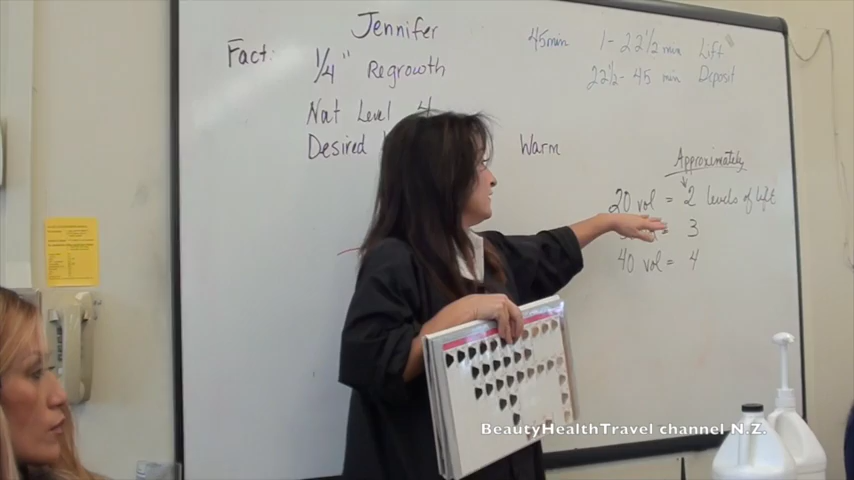 Jennifer
Fact:
1/4" Regrowth
Nat Level 4
Desired
Warm
45min
1 - 22 1/2 min Lift
22 1/2 - 45 min Deposit
Approximately
20 vol = 2 levels of lift
= 3
40 vol = 4
BeautyHealthTravel channel N.Z.